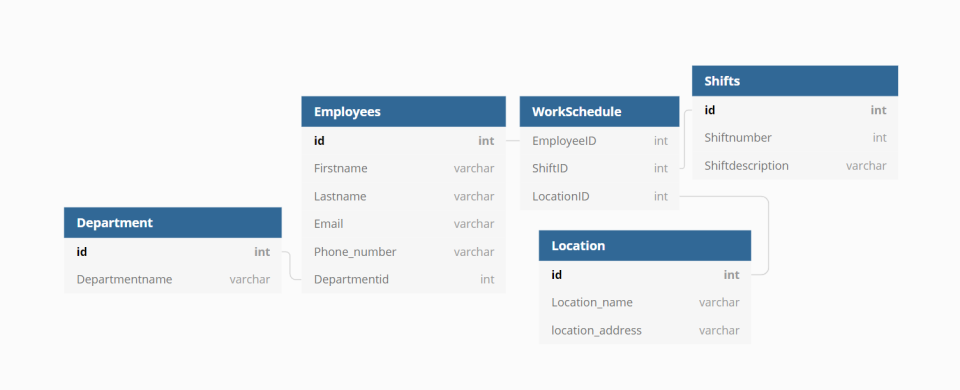 Department
id int
Departmentname varchar
Employees
id int
Firstname varchar
Lastname varchar
Email varchar
Phone_number varchar
Departmentid int
WorkSchedule
EmployeeID int
ShiftID int
LocationID int
Shifts
id int
Shiftnumber int
Shiftdescription varchar
Location
id int
Location_name varchar
location_address varchar